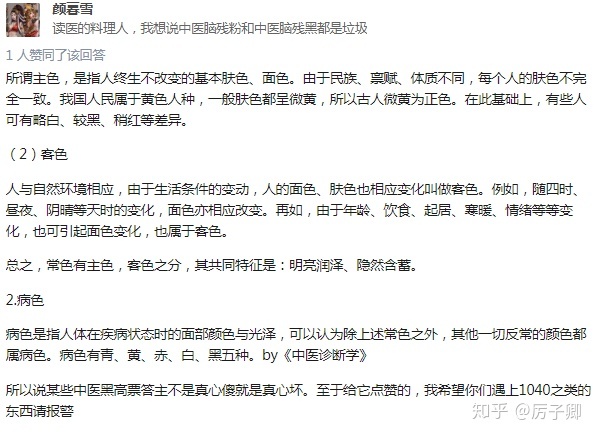 颜暮雪
读医的料理人，我想说中医脑残粉和中医脑残黑都是垃圾
1 人赞同了该回答
所谓主色，是指人终生不改变的基本肤色、面色。由于民族、禀赋、体质不同，每个人的肤色不完
全一致。我国人民属于黄色人种，一般肤色都呈微黄，所以古人微黄为正色。在此基础上，有些人
可有略白、较黑、稍红等差异。
（2）客色
人与自然环境相应，由于生活条件的变动，人的面色、肤色也相应变化叫做客色。例如，随四时、
昼夜、阴晴等天时的变化，面色亦相应改变。再如，由于年龄、饮食、起居、寒暖、情绪等等变
化，也可引起面色变化，也属于客色。
总之，常色有主色，客色之分，其共同特征是：明亮润泽、隐然含蓄。
2.病色
病色是指人体在疾病状态时的面部颜色与光泽，可以认为除上述常色之外，其他一切反常的颜色都
属病色。病色有青、黄、赤、白、黑五种。by《中医诊断学》
所以说某些中医黑高票答主不是真心傻就是真心坏。至于给它点赞的，我希望你们遇上1040之类的
东西请报警
知乎 @厉子卿